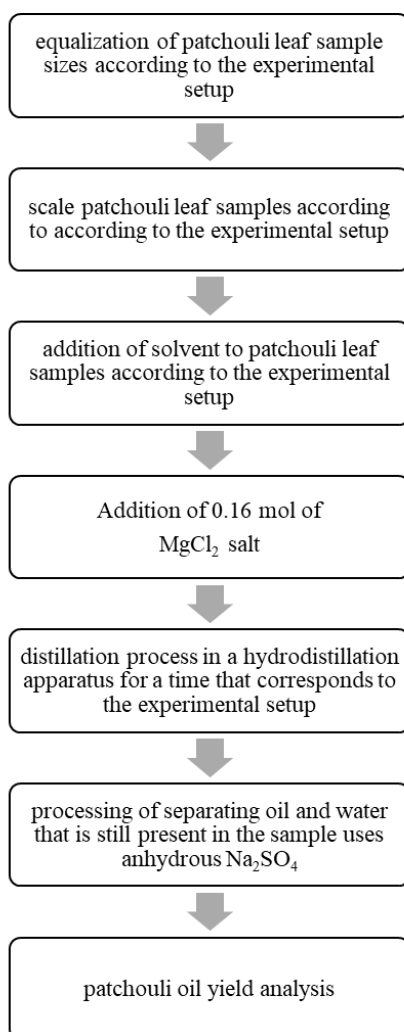 equalization of patchouli leaf sample
sizes according to the experimental
setup
scale patchouli leaf samples according
to according to the experimental setup
addition of solvent to patchouli leaf
samples according to the experimental
setup
Addition of 0.16 mol of
MgCl₂ salt
distillation process in a hydrodistillation
apparatus for a time that corresponds to
the experimental setup
processing of separating oil and water
that is still present in the sample uses
anhydrous Na₂SO₄
patchouli oil yield analysis